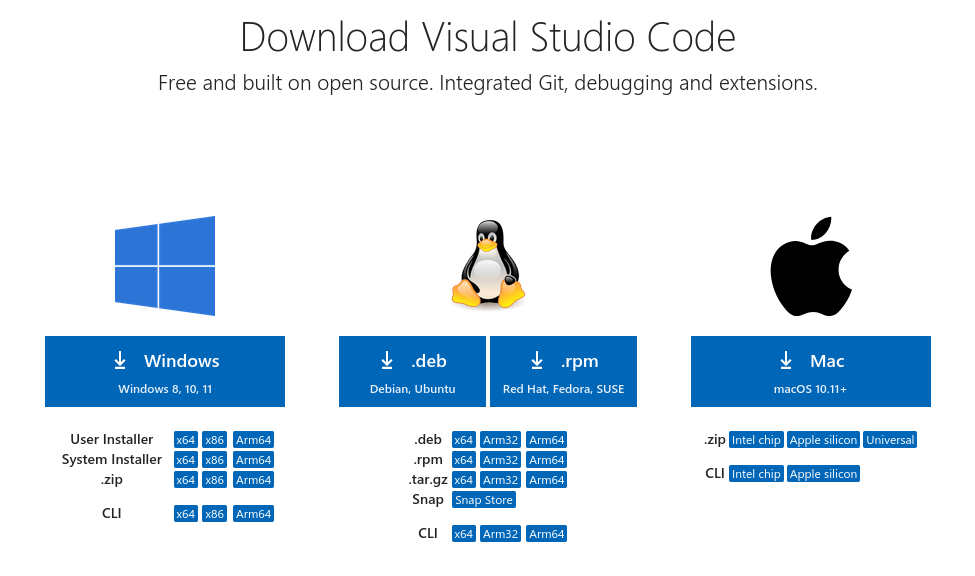 Download Visual Studio Code
Free and built on open source. Integrated Git, debugging and extensions.
Windows
Windows 8, 10, 11
User Installer x64 x86 Arm64
System Installer x64 x86 Arm64
.zip x64 x86 Arm64
CLI x64 x86 Arm64
.deb
Debian, Ubuntu
.rpm
Red Hat, Fedora, SUSE
.deb x64 Arm32 Arm64
.rpm x64 Arm32 Arm64
.tar.gz x64 Arm32 Arm64
Snap Snap Store
CLI x64 Arm32 Arm64
Mac
macOS 10.11+
.zip Intel chip Apple silicon Universal
CLI Intel chip Apple silicon